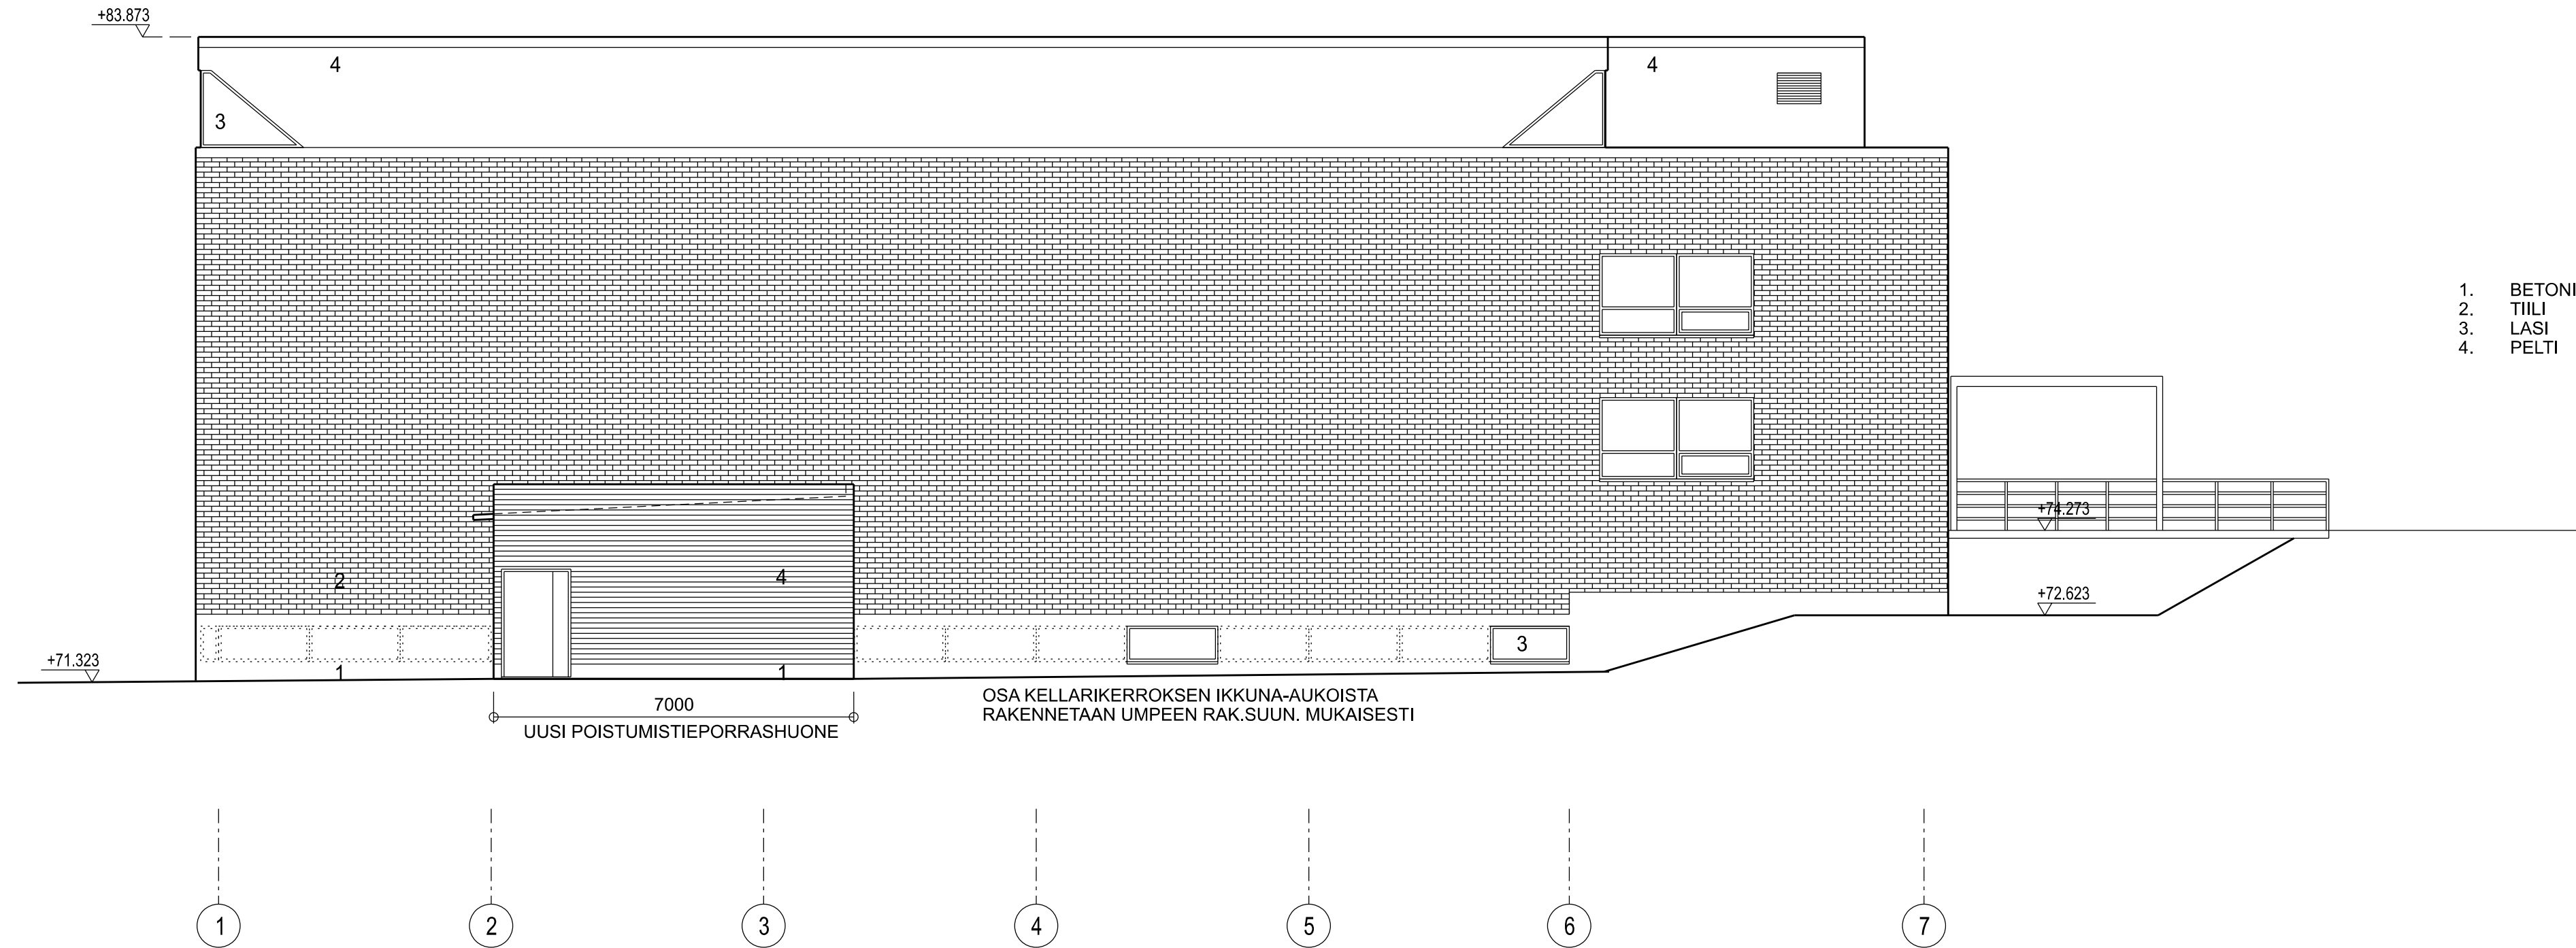 +83.873
4
4
3
1. BETONI
2. TIILI
3. LASI
4. PELTI
+74.273
2
4
+72.623
3
+71.323
1
1
7000
UUSI POISTUMISTIEPORRASHUONE
OSA KELLARIKERROKSEN IKKUNA-AUKOISTA
RAKENNETAAN UMPEEN RAK.SUUN. MUKAISESTI
1
2
3
4
5
6
7